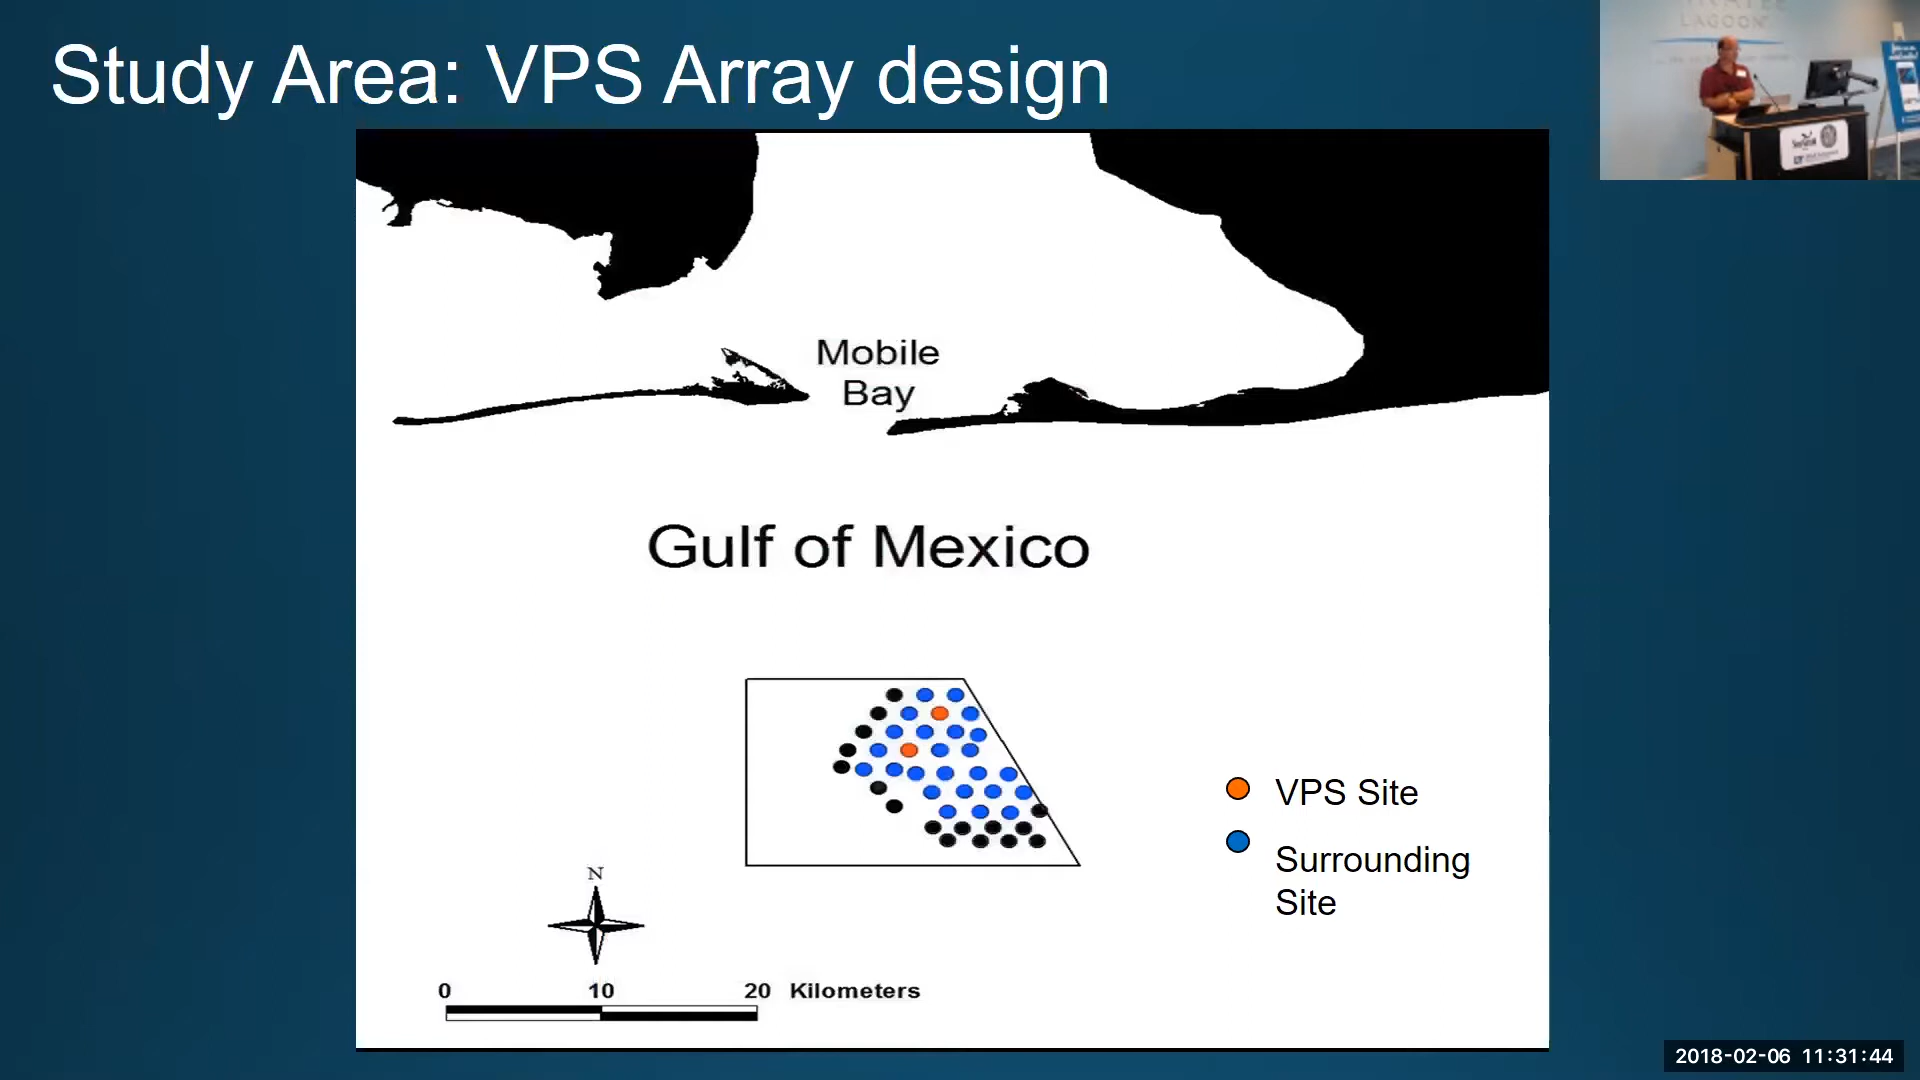 Study Area: VPS Array design
LAGOON
Mobile
Bay
Gulf of Mexico
VPS Site
Surrounding
Site
N
0 10 20 Kilometers
2018-02-06 11:31:44